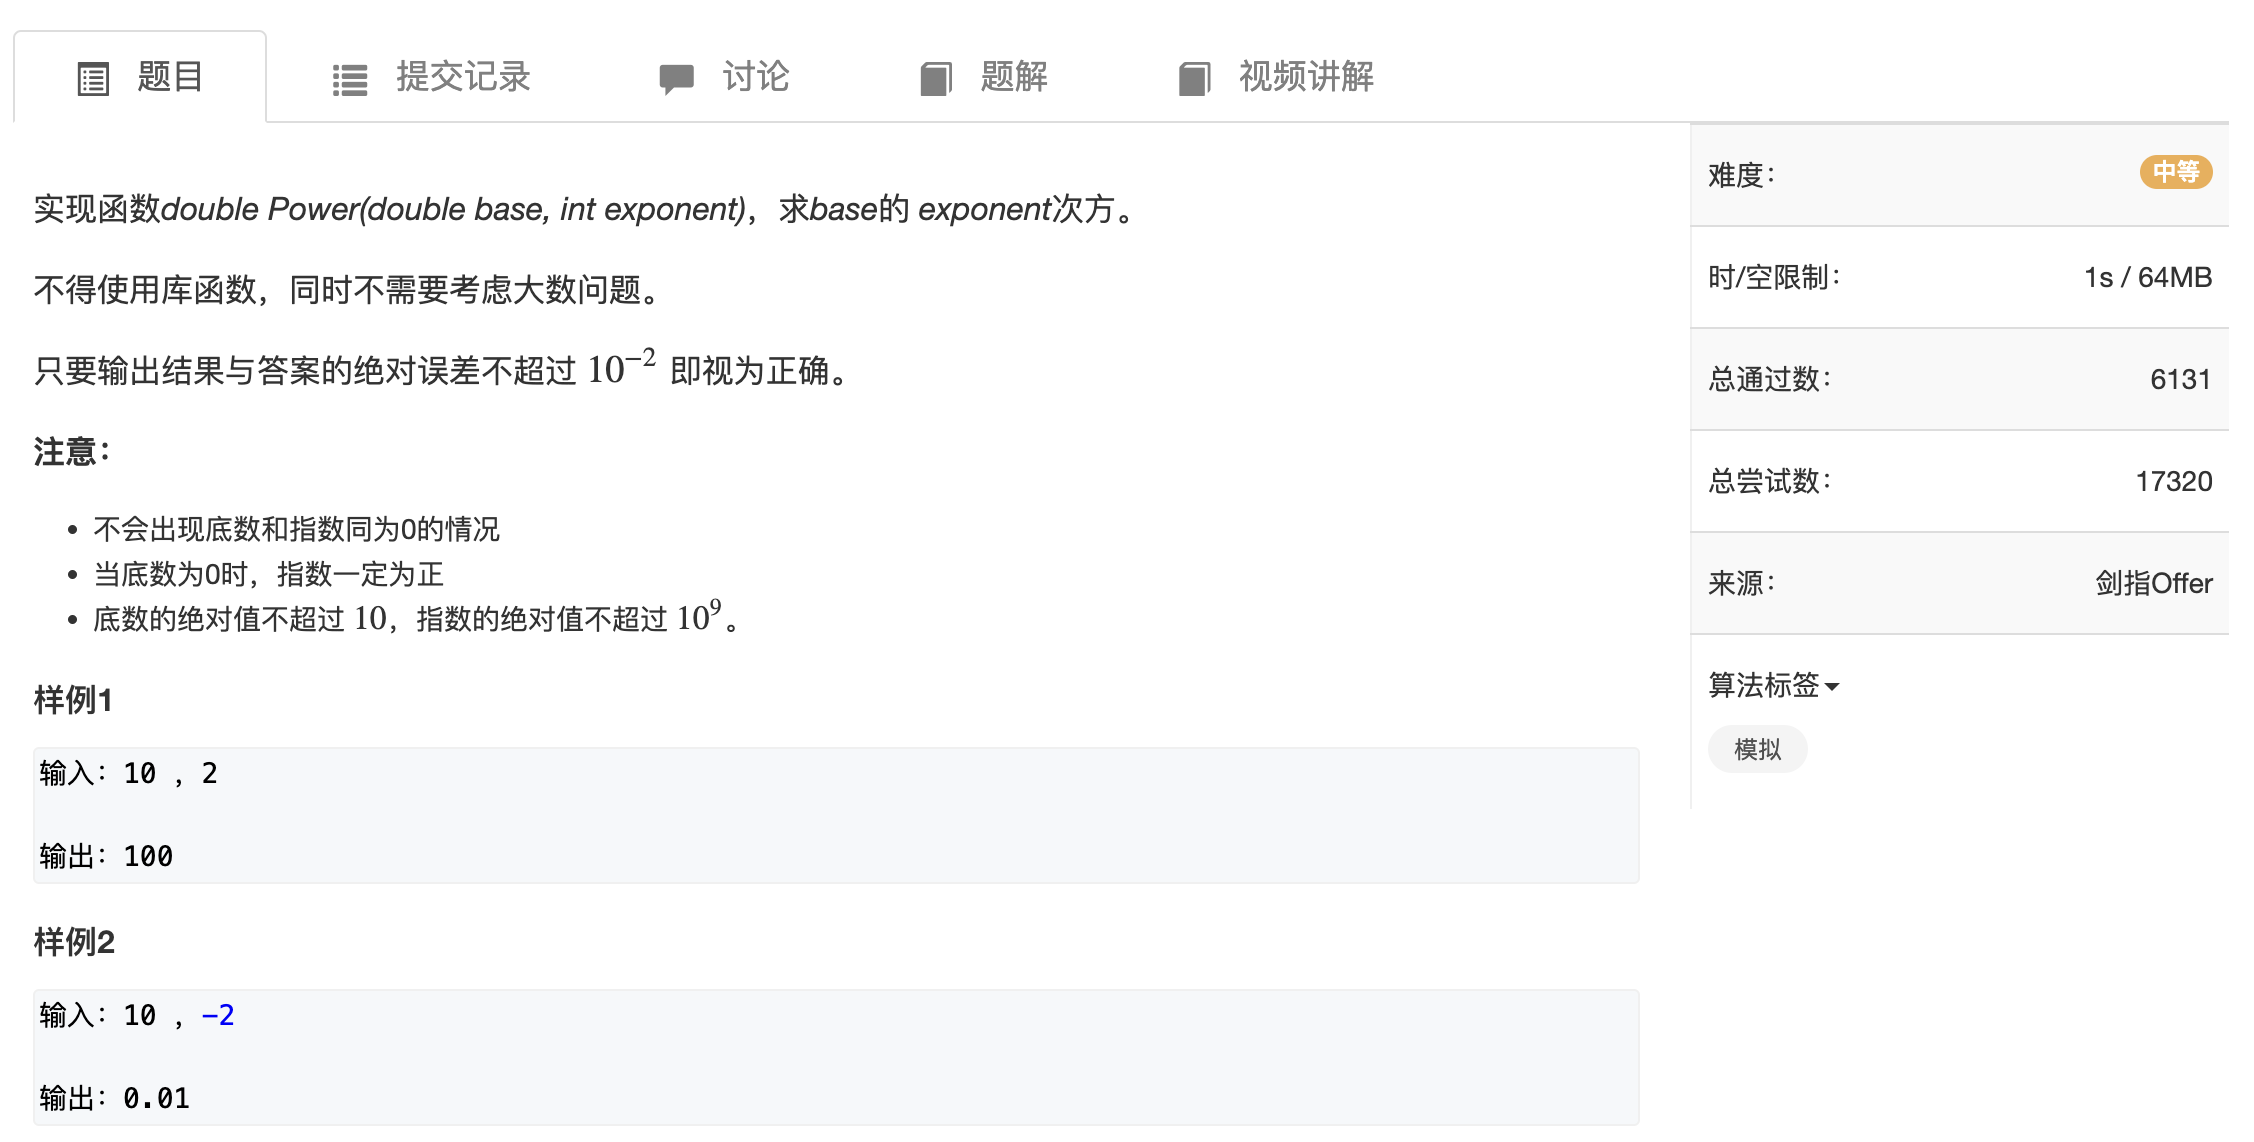 题目 提交记录 讨论 题解 视频讲解
实现函数double Power(double base, int exponent)，求base的 exponent次方。
不得使用库函数，同时不需要考虑大数问题。
只要输出结果与答案的绝对误差不超过 10⁻² 即视为正确。
注意：
• 不会出现底数和指数同为0的情况
• 当底数为0时，指数一定为正
• 底数的绝对值不超过 10，指数的绝对值不超过 10⁹。
样例1
输入：10 ，2
输出：100
样例2
输入：10 ，-2
输出：0.01
难度： 中等
时/空限制： 1s / 64MB
总通过数： 6131
总尝试数： 17320
来源： 剑指Offer
算法标签
模拟